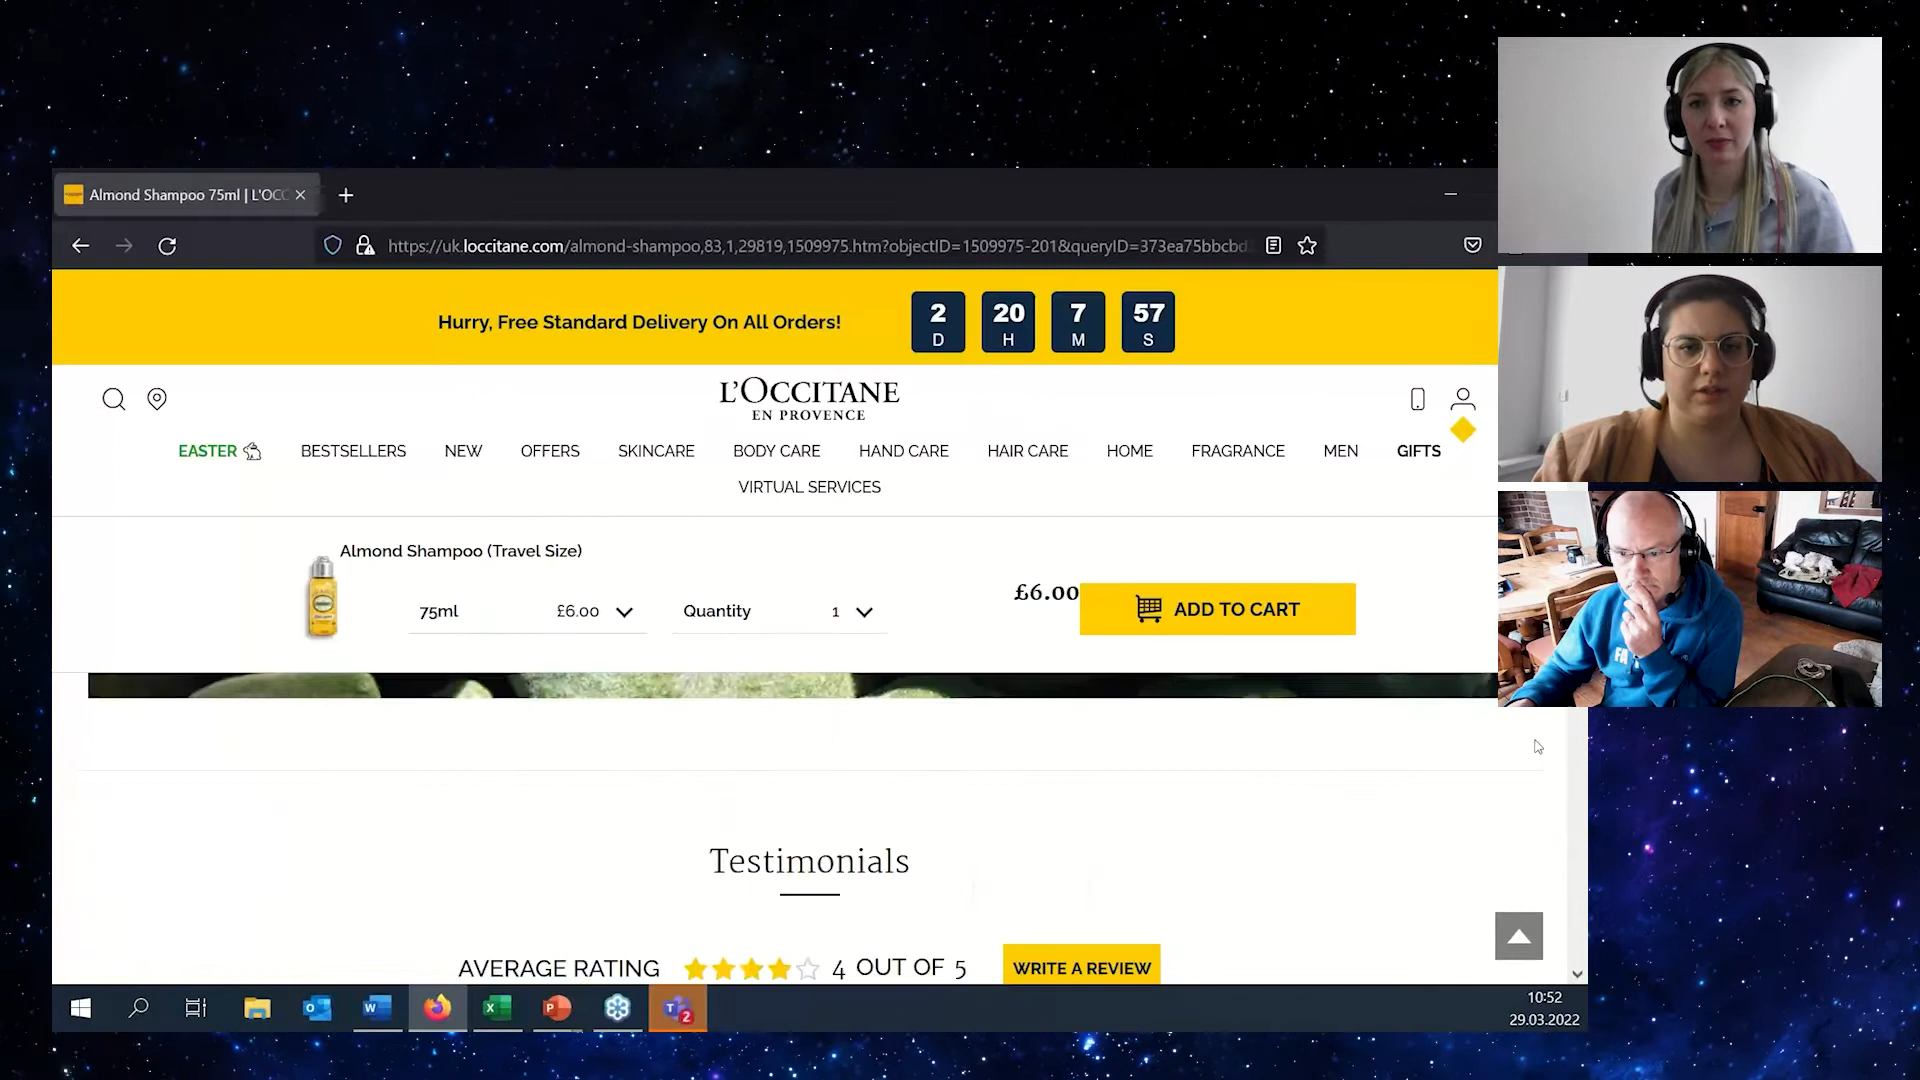 Almond Shampoo 75ml | L'OCC
https://uk.loccitane.com/almond-shampoo,83,1,29819,1509975.htm?objectID=1509975-201&queryID=373ea75bbcbd
Hurry, Free Standard Delivery On All Orders!
2 20 7 57
D H M S
L'OCCITANE
EN PROVENCE
EASTER BESTSELLERS NEW OFFERS SKINCARE BODY CARE HAND CARE HAIR CARE HOME FRAGRANCE MEN GIFTS
VIRTUAL SERVICES
Almond Shampoo (Travel Size)
75ml £6.00 Quantity 1 £6.00 ADD TO CART
Testimonials
AVERAGE RATING 4 OUT OF 5 WRITE A REVIEW
10:52
29.03.2022